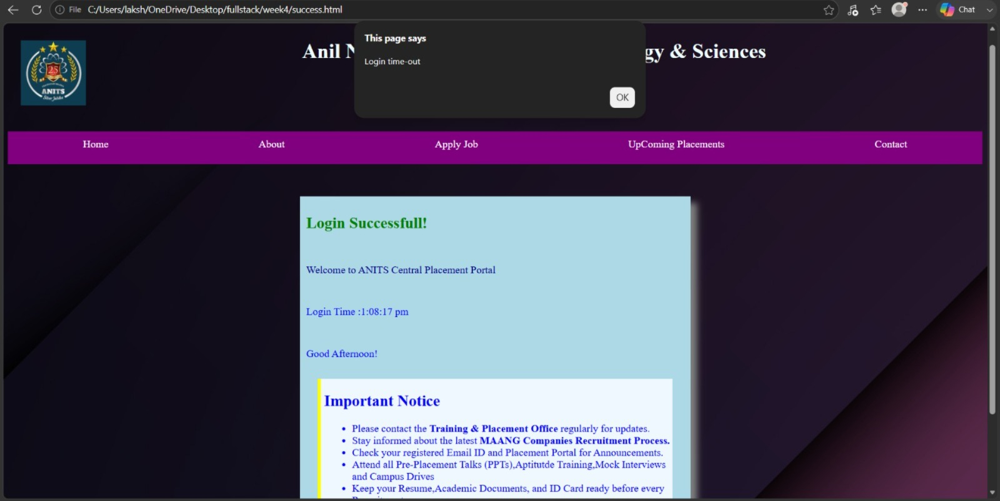 File C:/Users/laksh/OneDrive/Desktop/fullstack/week4/success.html
Chat
This page says
Login time-out
OK
Anil N
gy & Sciences
25
ANITS
Home About Apply Job UpComing Placements Contact
Login Successfull!
Welcome to ANITS Central Placement Portal
Login Time :1:08:17 pm
Good Afternoon!
Important Notice
• Please contact the Training & Placement Office regularly for updates.
• Stay informed about the latest MAANG Companies Recruitment Process.
• Check your registered Email ID and Placement Portal for Announcements.
• Attend all Pre-Placement Talks (PPTs),Aptitutde Training,Mock Interviews
and Campus Drives
• Keep your Resume,Academic Documents, and ID Card ready before every